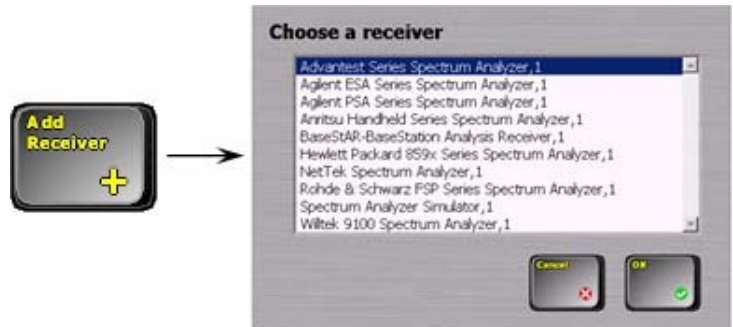 Add
Receiver
Choose a receiver
Advantest Series Spectrum Analyzer,1
Agilent ESA Series Spectrum Analyzer,1
Agilent PSA Series Spectrum Analyzer,1
Anritsu Handheld Series Spectrum Analyzer,1
BaseStAR-BaseStation Analysis Receiver,1
Hewlett Packard 859x Series Spectrum Analyzer,1
NetTek Spectrum Analyzer,1
Rohde & Schwarz FSP Series Spectrum Analyzer,1
Spectrum Analyzer Simulator,1
Willtek 9100 Spectrum Analyzer,1
Cancel
OK